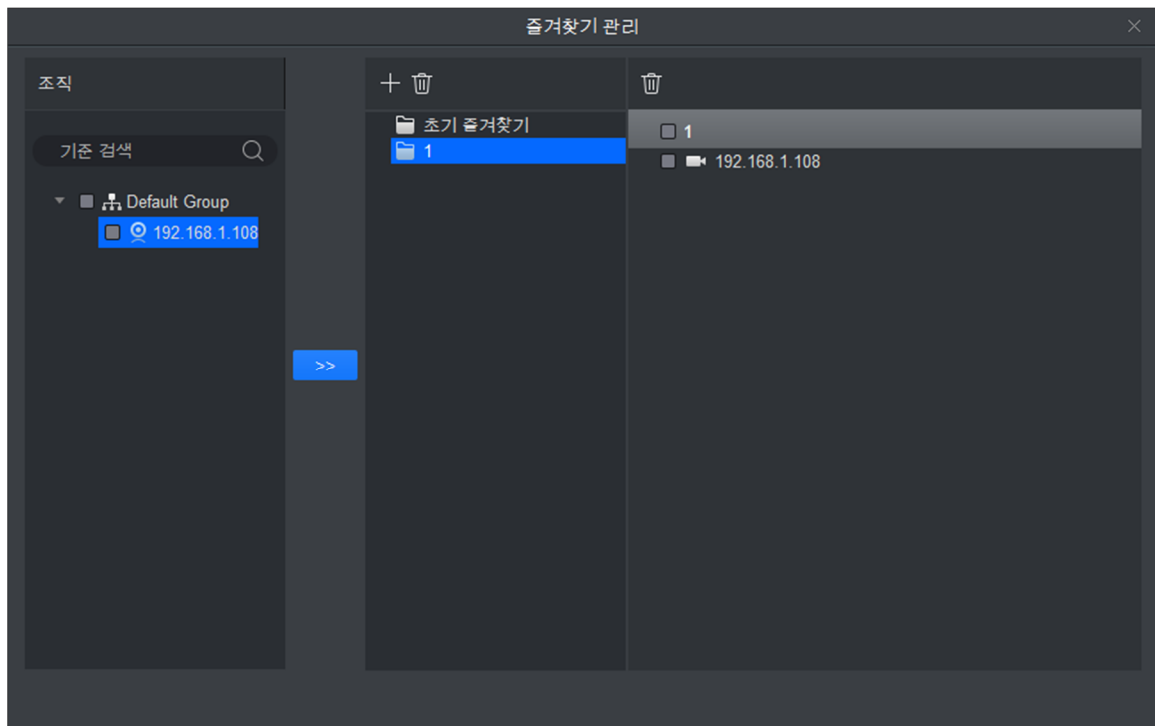 즐겨찾기 관리
조직
기준 검색
Default Group
192.168.1.108
>>
초기 즐겨찾기
1
1
192.168.1.108